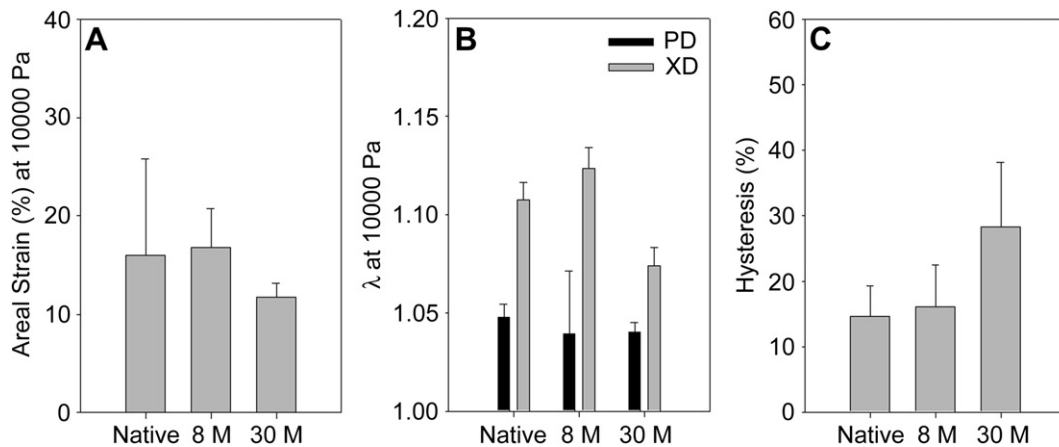 A
Areal Strain (%) at 10000 Pa
40
30
20
10
0
Native 8 M 30 M
B
PD
XD
λ at 10000 Pa
1.20
1.15
1.10
1.05
1.00
Native 8 M 30 M
C
Hysteresis (%)
60
50
40
30
20
10
0
Native 8 M 30 M